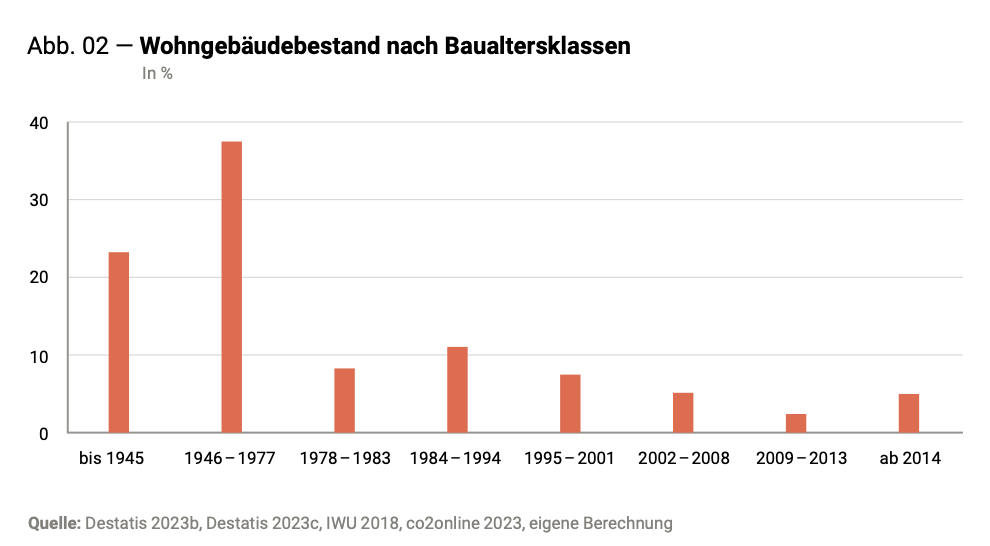 Abb. 02 — Wohngebäudebestand nach Baualtersklassen
In %
40
30
20
10
0
bis 1945 1946 – 1977 1978 – 1983 1984 – 1994 1995 – 2001 2002 – 2008 2009 – 2013 ab 2014
Quelle: Destatis 2023b, Destatis 2023c, IWU 2018, co2online 2023, eigene Berechnung